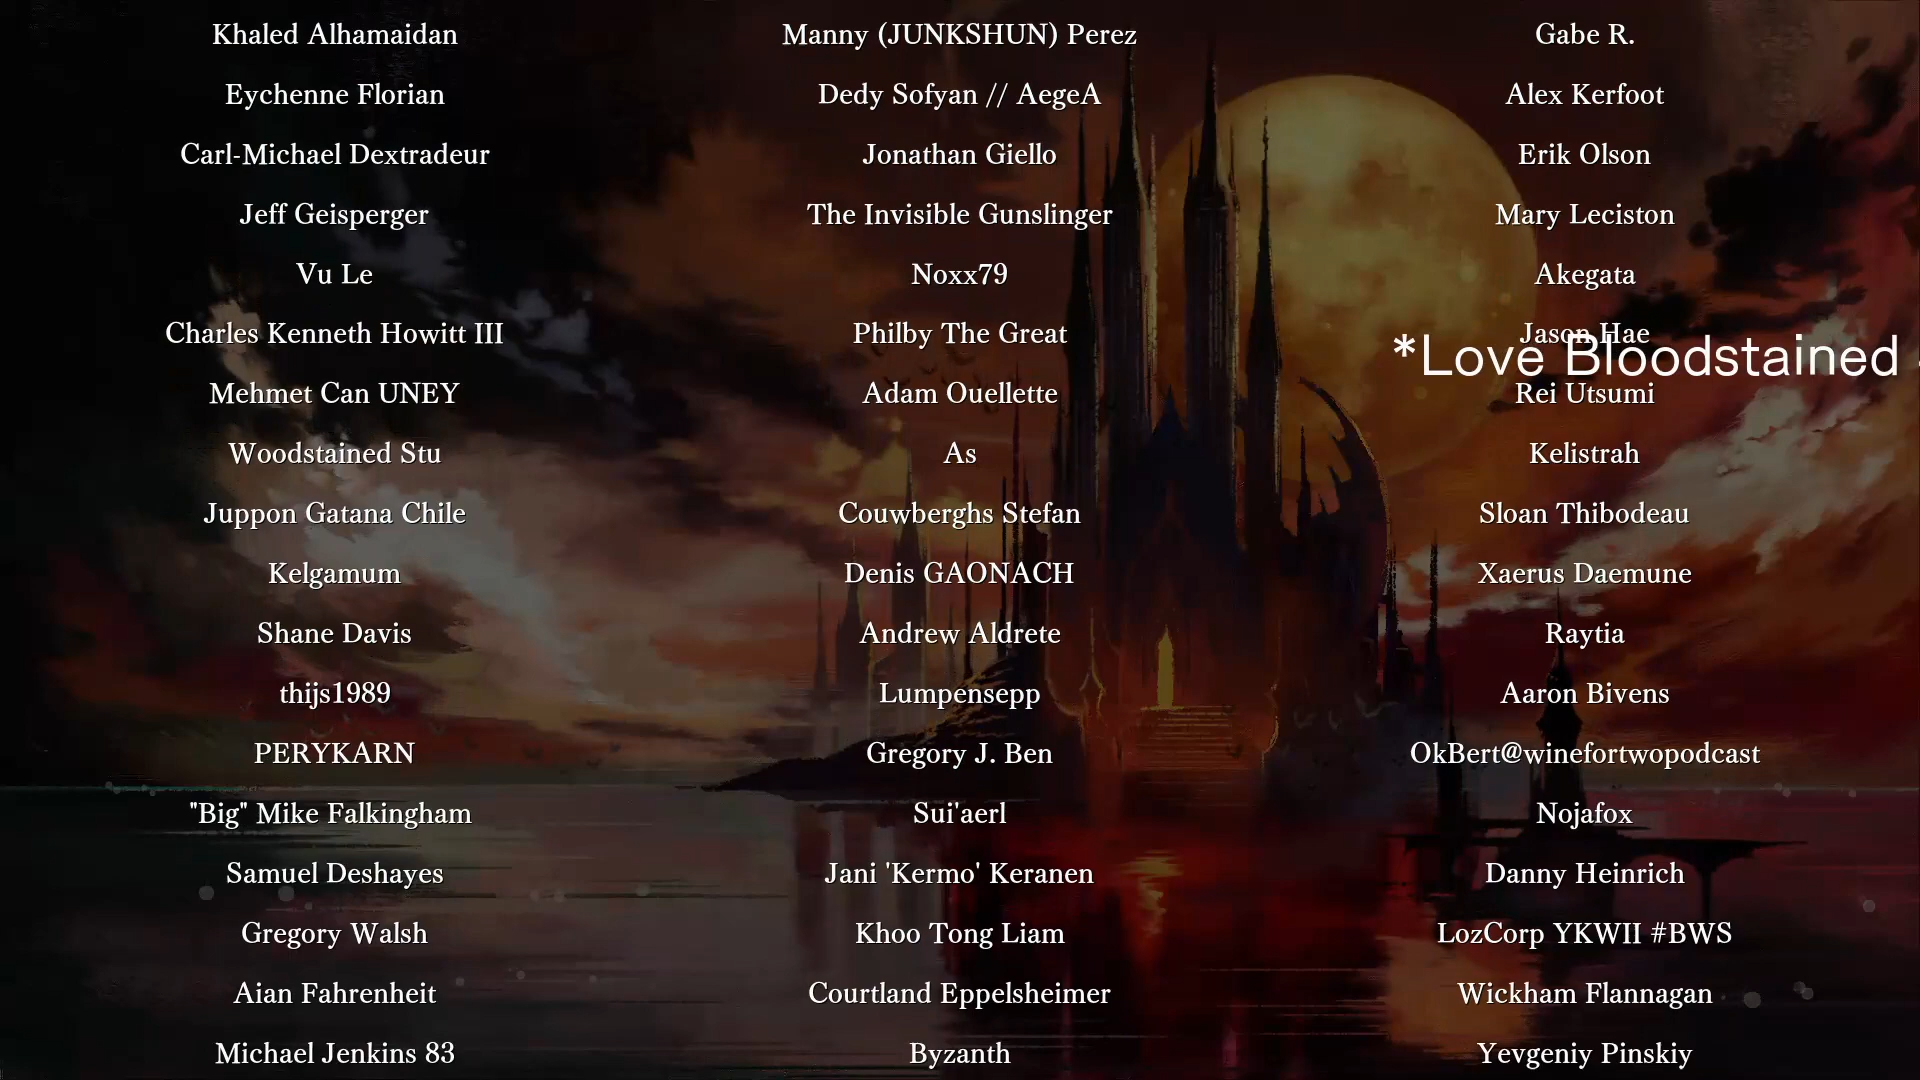 Khaled Alhamaidan
Eychenne Florian
Carl-Michael Dextradeur
Jeff Geisperger
Vu Le
Charles Kenneth Howitt III
Mehmet Can UNEY
Woodstained Stu
Juppon Gatana Chile
Kelgamum
Shane Davis
thijs1989
PERYKARN
"Big" Mike Falkingham
Samuel Deshayes
Gregory Walsh
Aian Fahrenheit
Michael Jenkins 83
Manny (JUNKSHUN) Perez
Dedy Sofyan // AegeA
Jonathan Giello
The Invisible Gunslinger
Noxx79
Philby The Great
Adam Ouellette
As
Couwberghs Stefan
Denis GAONACH
Andrew Aldrete
Lumpensepp
Gregory J. Ben
Sui'aerl
Jani 'Kermo' Keranen
Khoo Tong Liam
Courtland Eppelsheimer
Byzanth
Gabe R.
Alex Kerfoot
Erik Olson
Mary Leciston
Akegata
Jason Hae
*Love Bloodstained
Rei Utsumi
Kelistrah
Sloan Thibodeau
Xaerus Daemune
Raytia
Aaron Bivens
OkBert@winefortwopodcast
Nojafox
Danny Heinrich
LozCorp YKWII #BWS
Wickham Flannagan
Yevgeniy Pinskiy